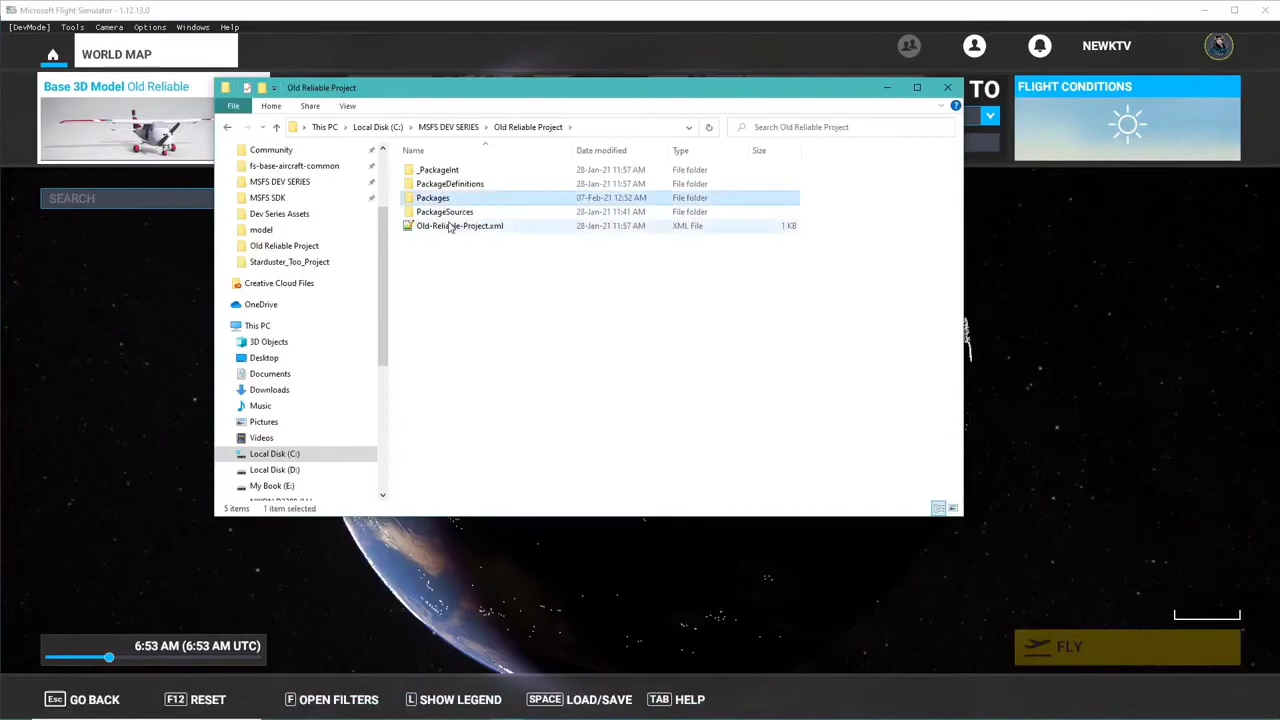 Microsoft Flight Simulator - 1.12.13.0
[DevMode] Tools Camera Options Windows Help
WORLD MAP
NEWKTV
Base 3D Model Old Reliable
TO
FLIGHT CONDITIONS
SEARCH
Old Reliable Project
File Home Share View
This PC > Local Disk (C:) > MSFS DEV SERIES > Old Reliable Project >
Search Old Reliable Project
Name Date modified Type Size
_PackageInt 28-Jan-21 11:57 AM File folder
PackageDefinitions 28-Jan-21 11:57 AM File folder
Packages 07-Feb-21 12:52 AM File folder
PackageSources 28-Jan-21 11:41 AM File folder
Old-Reliable-Project.xml 28-Jan-21 11:57 AM XML File 1 KB
Community
fs-base-aircraft-common
MSFS DEV SERIES
MSFS SDK
Dev Series Assets
model
Old Reliable Project
Starduster_Too_Project
Creative Cloud Files
OneDrive
This PC
3D Objects
Desktop
Documents
Downloads
Music
Pictures
Videos
Local Disk (C:)
Local Disk (D:)
My Book (E:)
5 items 1 item selected
6:53 AM (6:53 AM UTC)
FLY
Esc GO BACK
F12 RESET
F OPEN FILTERS
L SHOW LEGEND
SPACE LOAD/SAVE
TAB HELP